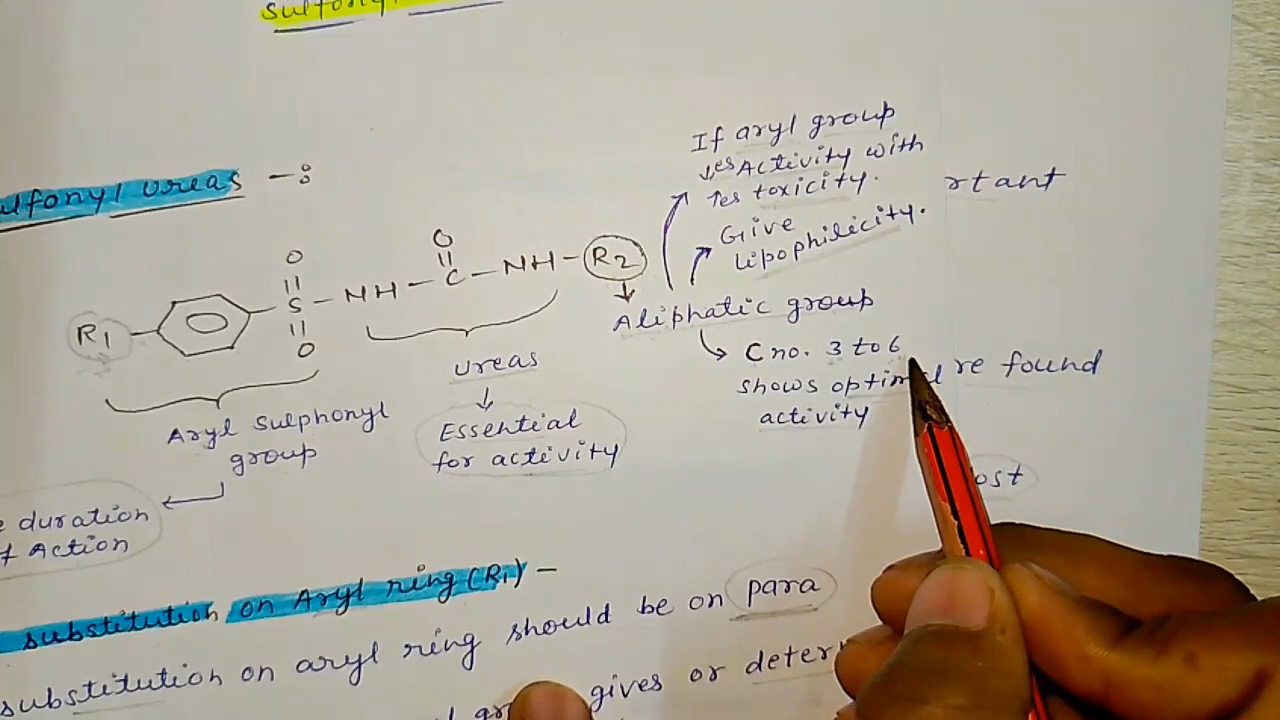 sulfonyl
ulfonyl Ureas -:
If aryl group
↓es Activity with
↑es toxicity.
Give
lipophilicity.
rtant
R1 - S - NH - C - NH - R2
O
O
O
Aliphatic group
C no. 3 to 6
shows optimal
activity
re found
ureas
Essential
for activity
Aryl sulphonyl
group
e duration
f Action
ost
substitution on Aryl ring (R1) -
substitution on aryl ring should be on para
gives or deter